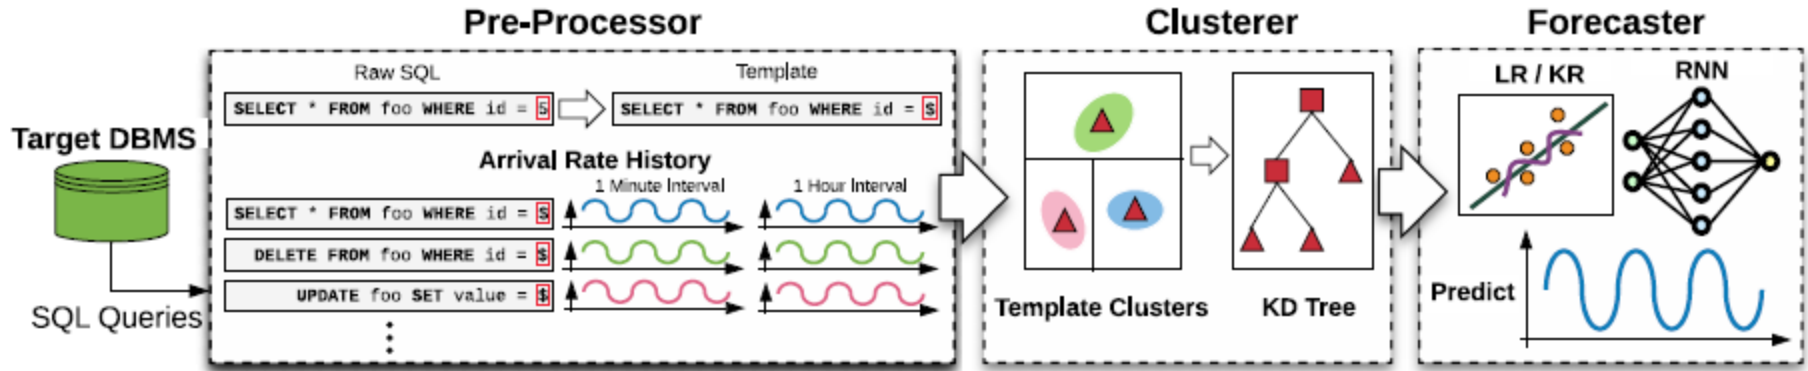 Pre-Processor
Clusterer
Forecaster
Target DBMS
SQL Queries
Raw SQL
Template
SELECT * FROM foo WHERE id = 5
SELECT * FROM foo WHERE id = $
Arrival Rate History
1 Minute Interval
1 Hour Interval
SELECT * FROM foo WHERE id = $
DELETE FROM foo WHERE id = $
UPDATE foo SET value = $
Template Clusters
KD Tree
LR / KR
RNN
Predict